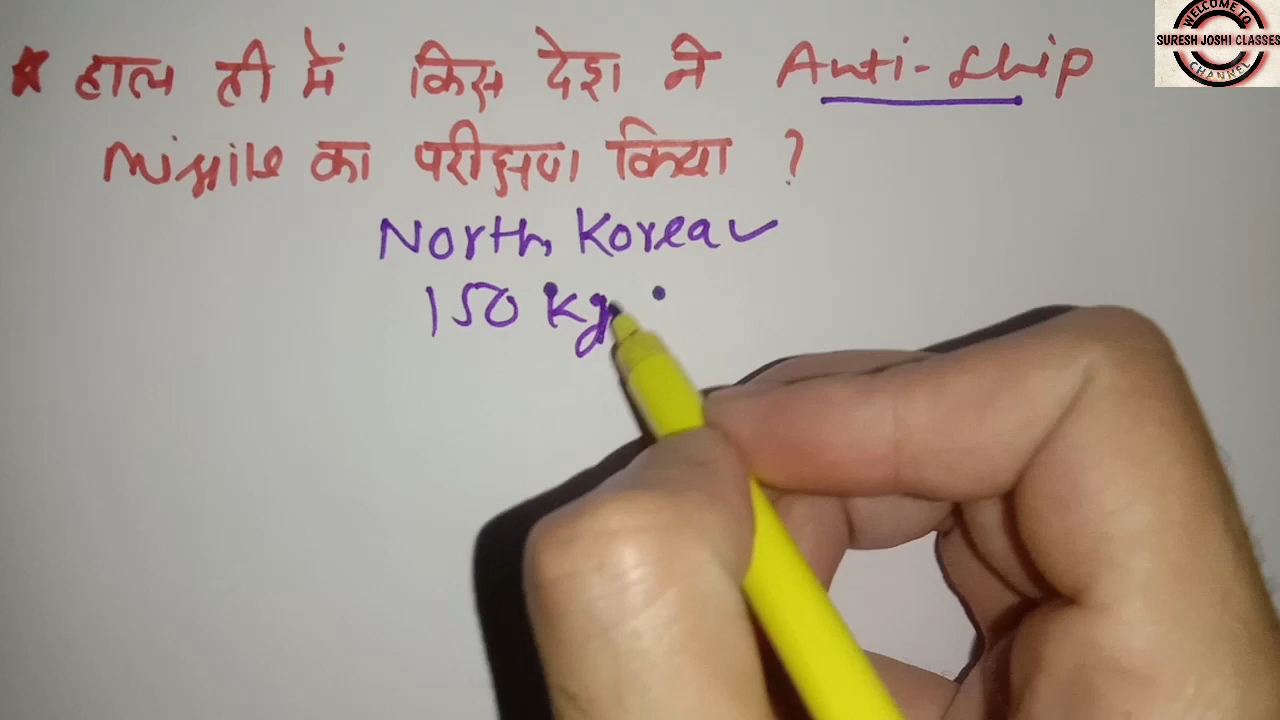 WELCOME TO
SURESH JOSHI CLASSES
CHANNEL
★ हाल ही में किस देश ने Anti-ship
missile का परीक्षण किया ?
North Korea ✓
150 kg